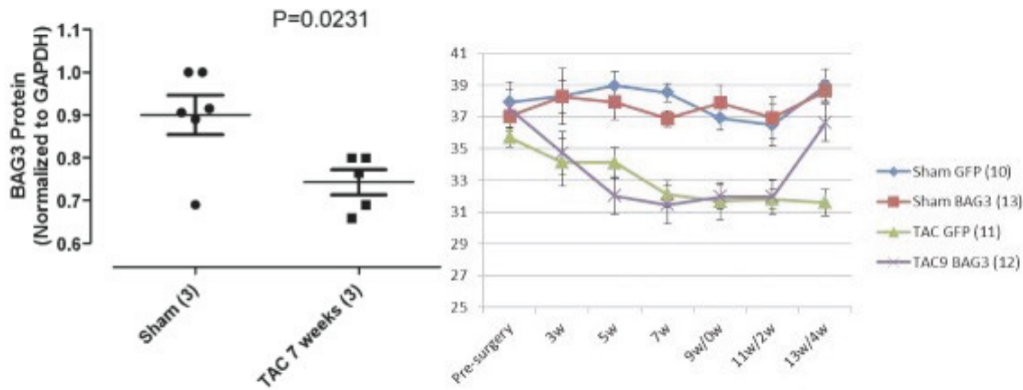 P=0.0231
BAG3 Protein
(Normalized to GAPDH)
1.1
1.0
0.9
0.8
0.7
0.6
Sham (3)
TAC 7 weeks (3)
41
39
37
35
33
31
29
27
25
Pre-surgery
3w
5w
7w
9w/0w
11w/2w
13w/4w
Sham GFP (10)
Sham BAG3 (13)
TAC GFP (11)
TAC9 BAG3 (12)